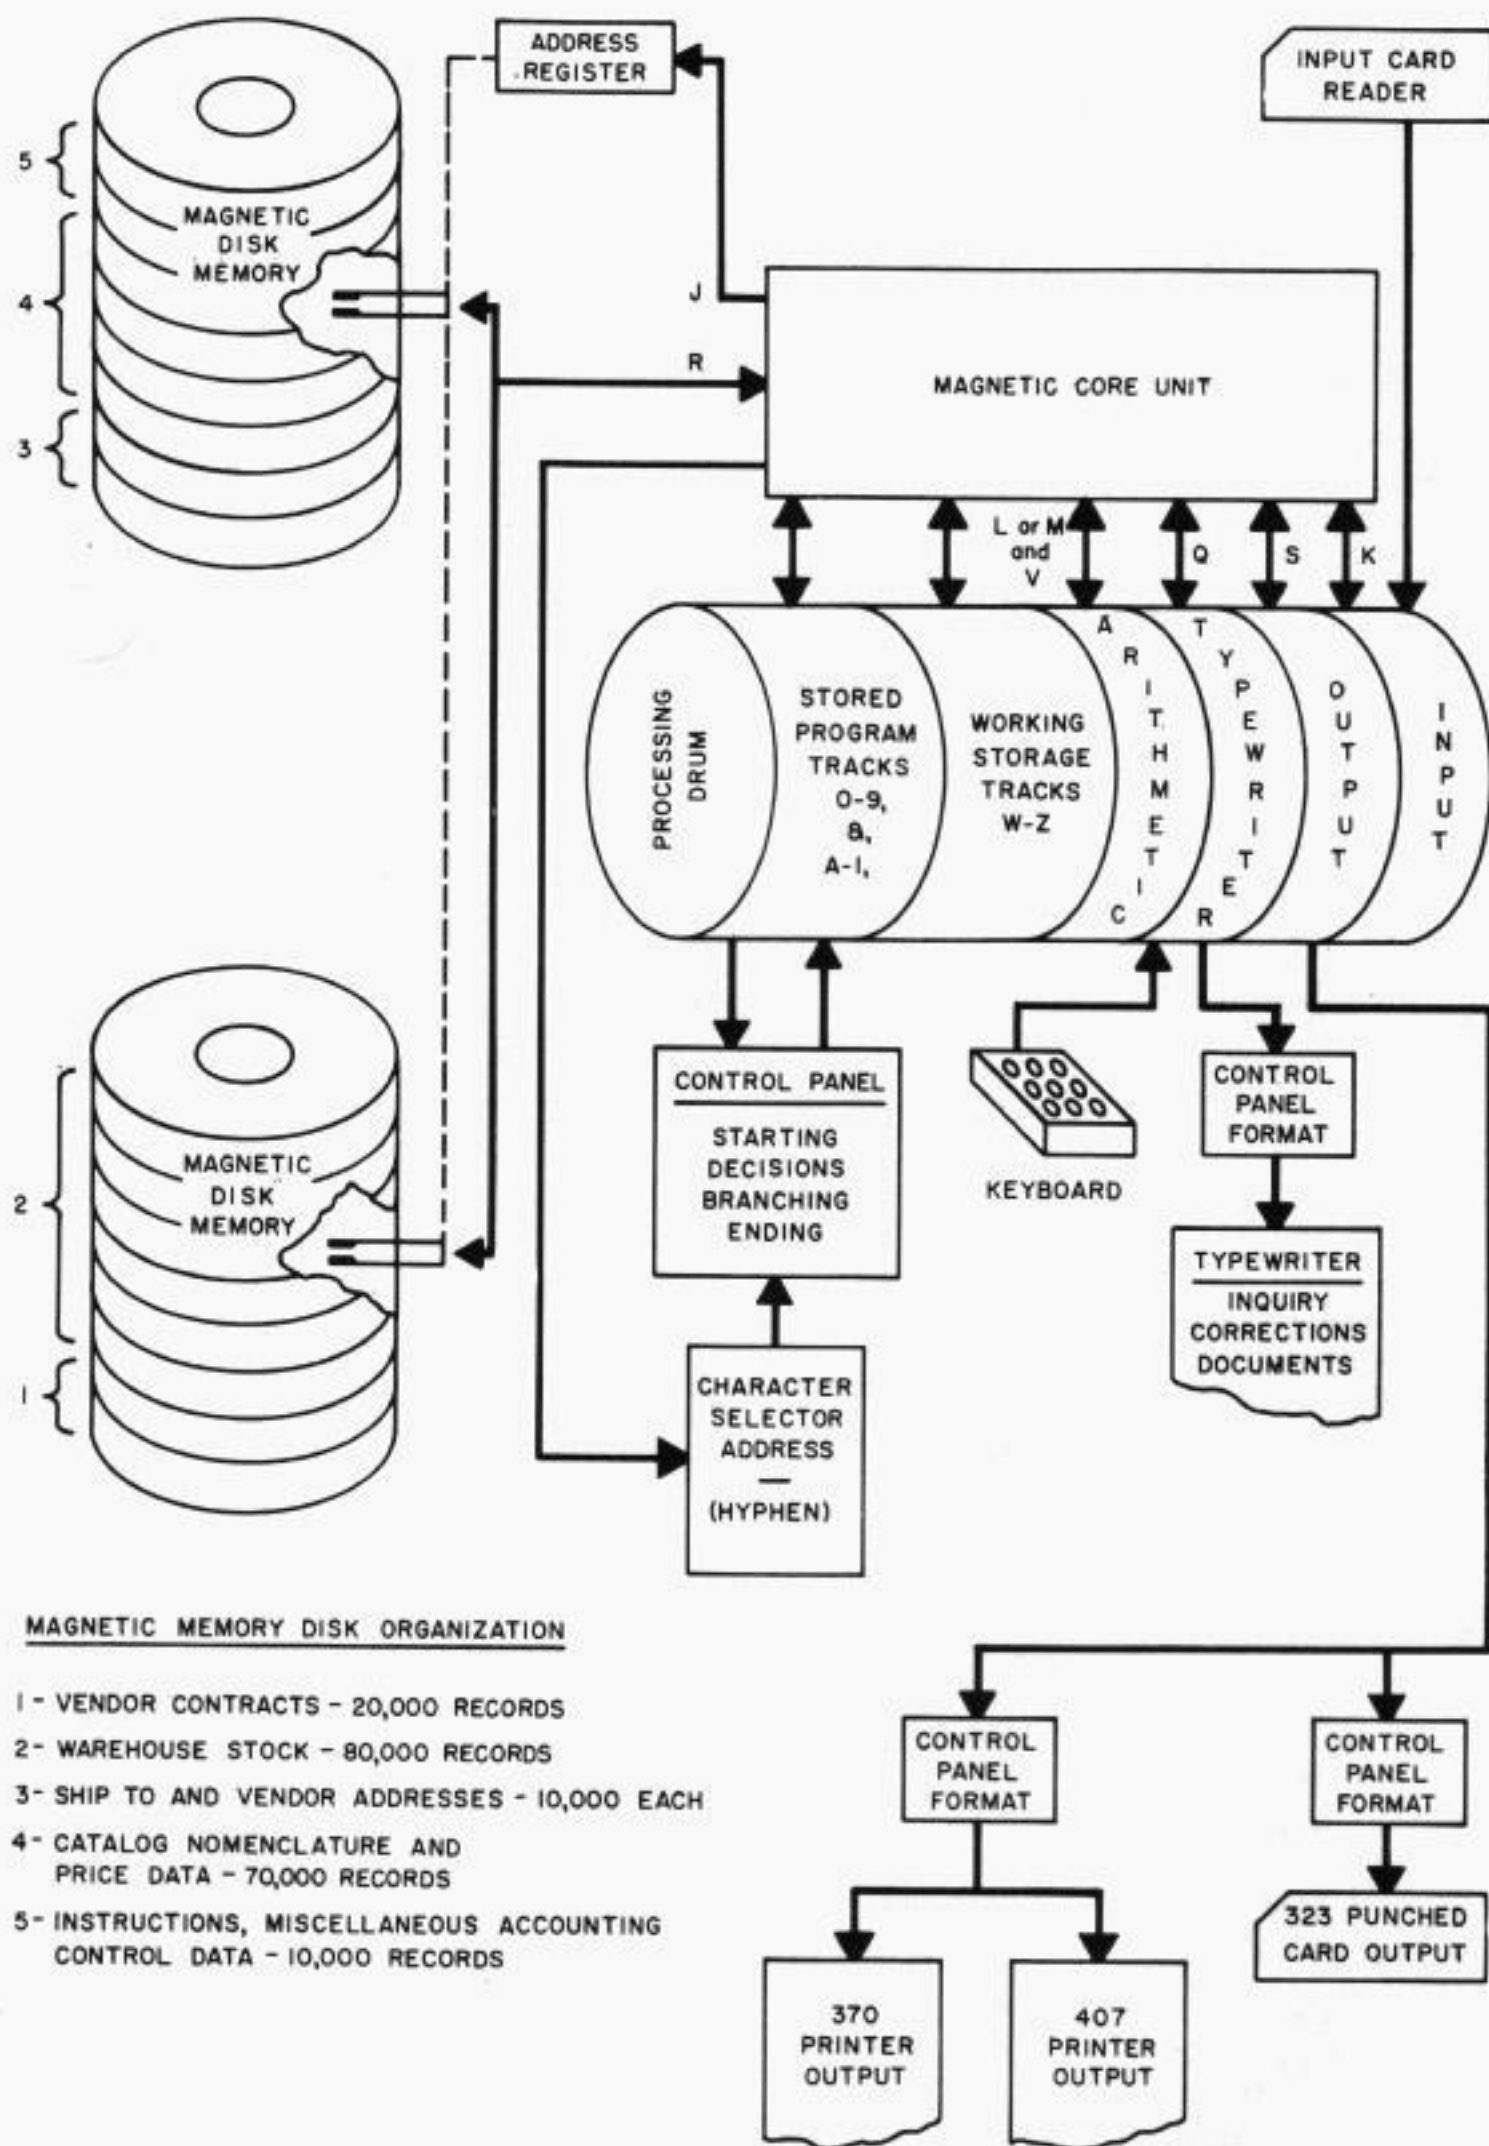 ADDRESS
REGISTER
INPUT CARD
READER
5
MAGNETIC
DISK
MEMORY
4
3
J
R
MAGNETIC CORE UNIT
L or M
and
V
Q
S
K
PROCESSING
DRUM
STORED
PROGRAM
TRACKS
0-9,
&,
A-I,
WORKING
STORAGE
TRACKS
W-Z
ARITHMETIC
TYPEWRITER
OUTPUT
INPUT
CONTROL PANEL
STARTING
DECISIONS
BRANCHING
ENDING
KEYBOARD
CONTROL
PANEL
FORMAT
TYPEWRITER
INQUIRY
CORRECTIONS
DOCUMENTS
2
MAGNETIC
DISK
MEMORY
1
CHARACTER
SELECTOR
ADDRESS
—
(HYPHEN)
MAGNETIC MEMORY DISK ORGANIZATION
1- VENDOR CONTRACTS - 20,000 RECORDS
2- WAREHOUSE STOCK - 80,000 RECORDS
3- SHIP TO AND VENDOR ADDRESSES - 10,000 EACH
4- CATALOG NOMENCLATURE AND
PRICE DATA - 70,000 RECORDS
5- INSTRUCTIONS, MISCELLANEOUS ACCOUNTING
CONTROL DATA - 10,000 RECORDS
CONTROL
PANEL
FORMAT
CONTROL
PANEL
FORMAT
370
PRINTER
OUTPUT
407
PRINTER
OUTPUT
323 PUNCHED
CARD OUTPUT